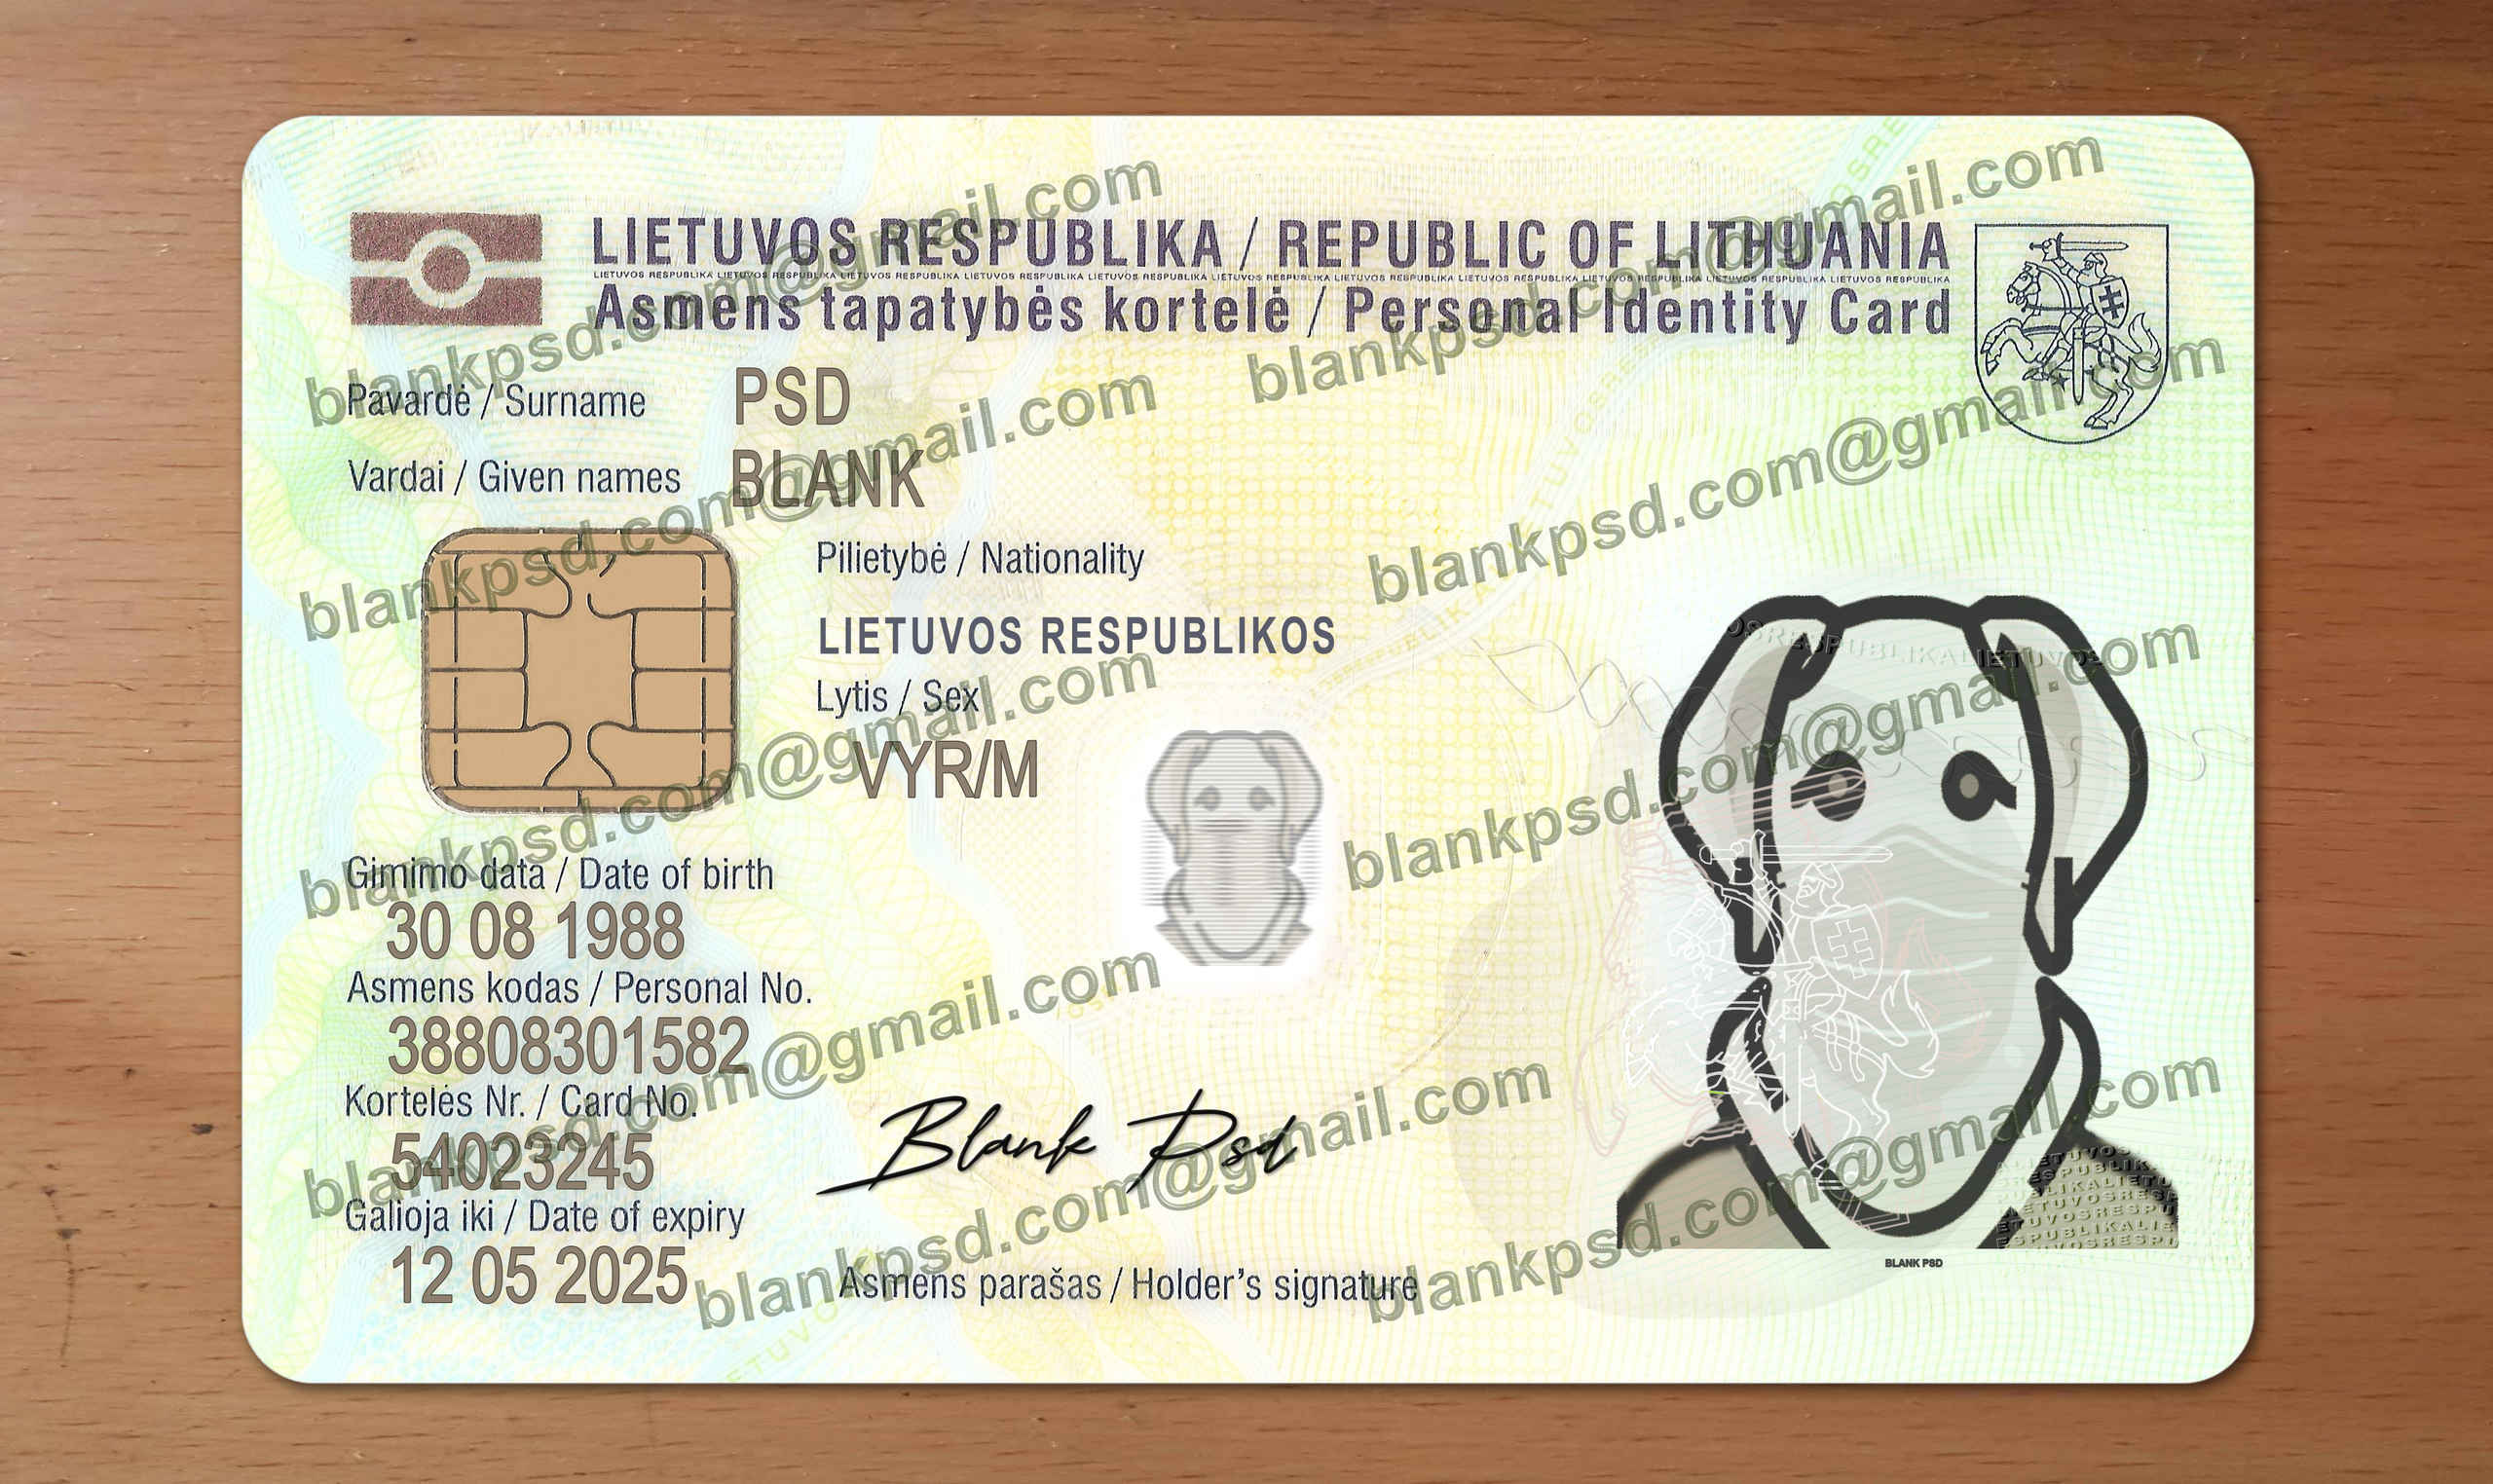 LIETUVOS RESPUBLIKA / REPUBLIC OF LITHUANIA
LIETUVOS RESPUBLIKA LIETUVOS RESPUBLIKA LIETUVOS RESPUBLIKA LIETUVOS RESPUBLIKA LIETUVOS RESPUBLIKA LIETUVOS RESPUBLIKA LIETUVOS RESPUBLIKA LIETUVOS RESPUBLIKA LIETUVOS RESPUBLIKA LIETUVOS RESPUBLIKA LIETUVOS RESPUBLIKA
Asmens tapatybės kortelė / Personal Identity Card
Pavardė / Surname PSD
Vardai / Given names BLANK
Pilietybė / Nationality
LIETUVOS RESPUBLIKOS
Lytis / Sex
VYR/M
Gimimo data / Date of birth
30 08 1988
Asmens kodas / Personal No.
38808301582
Kortelės Nr. / Card No.
54023245
Galioja iki / Date of expiry
12 05 2025
Blank Psd
Asmens parašas / Holder's signature
BLANK PSD
blankpsd.com@gmail.com
blankpsd.com@gmail.com
blankpsd.com@gmail.com
blankpsd.com@gmail.com
blankpsd.com@gmail.com
blankpsd.com@gmail.com
blankpsd.com@gmail.com
blankpsd.com@gmail.com
blankpsd.com@gmail.com